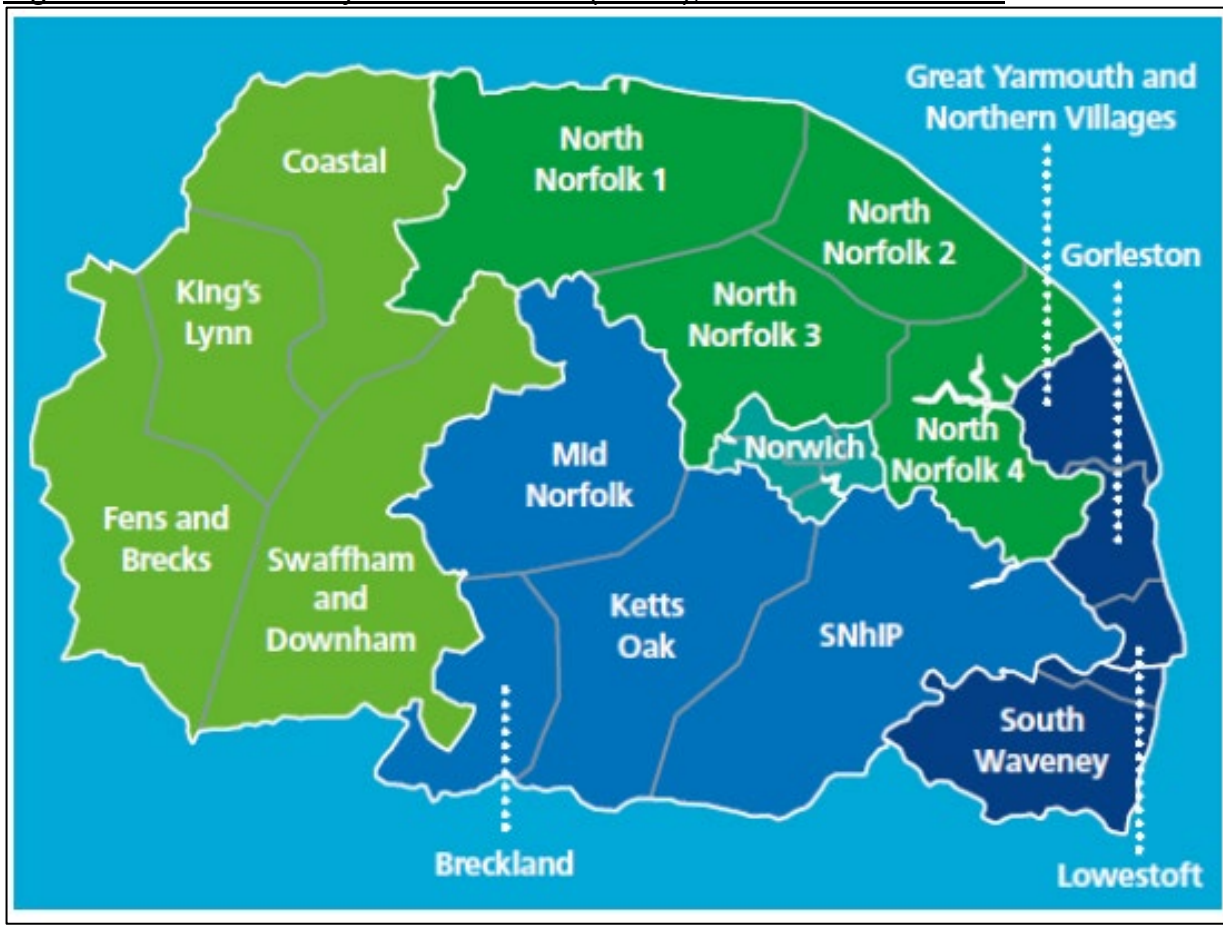 Great Yarmouth and
Northern Villages
Coastal
North
Norfolk 1
North
Norfolk 2
Gorleston
King's
Lynn
North
Norfolk 3
Mid
Norfolk
Norwich
North
Norfolk 4
Fens and
Brecks
Swaffham
and
Downham
Ketts
Oak
SNhIP
South
Waveney
Breckland
Lowestoft